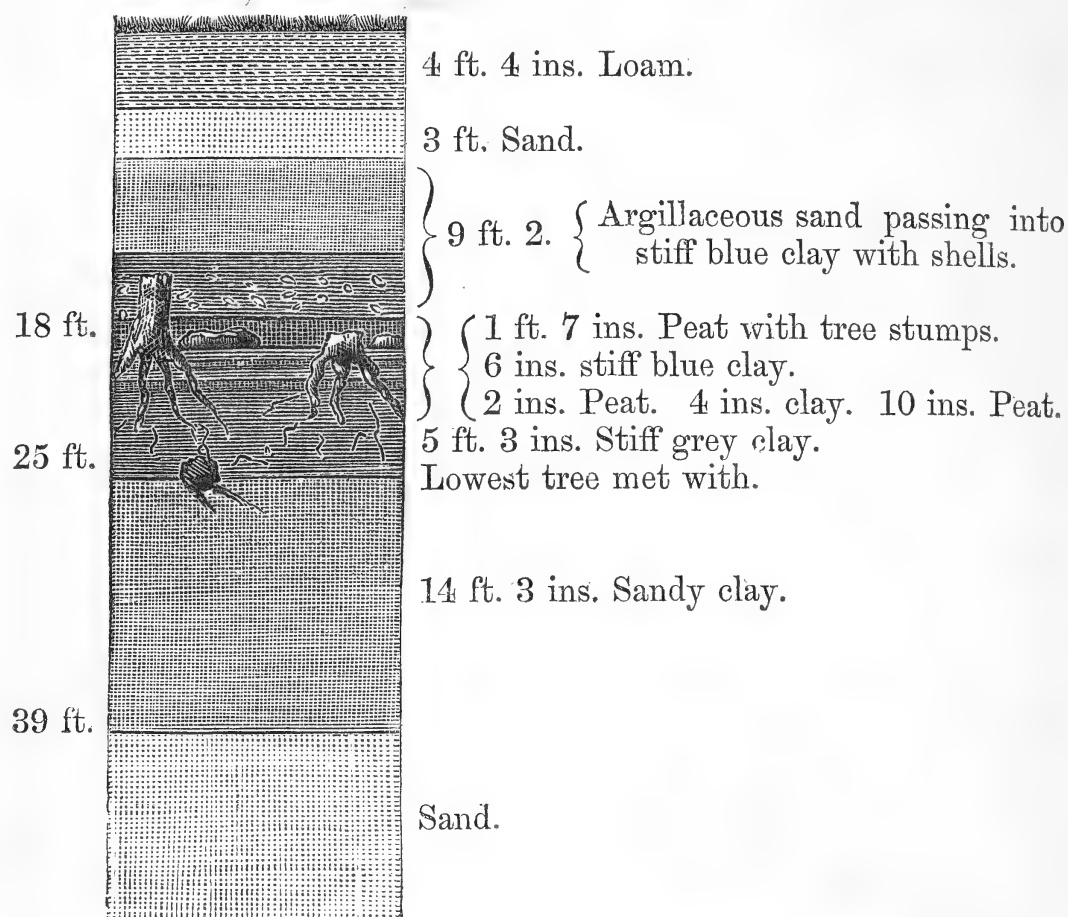 4 ft. 4 ins. Loam.
3 ft. Sand.
9 ft. 2. { Argillaceous sand passing into
stiff blue clay with shells.
18 ft.
1 ft. 7 ins. Peat with tree stumps.
6 ins. stiff blue clay.
2 ins. Peat. 4 ins. clay. 10 ins. Peat.
5 ft. 3 ins. Stiff grey clay.
25 ft.
Lowest tree met with.
14 ft. 3 ins. Sandy clay.
39 ft.
Sand.